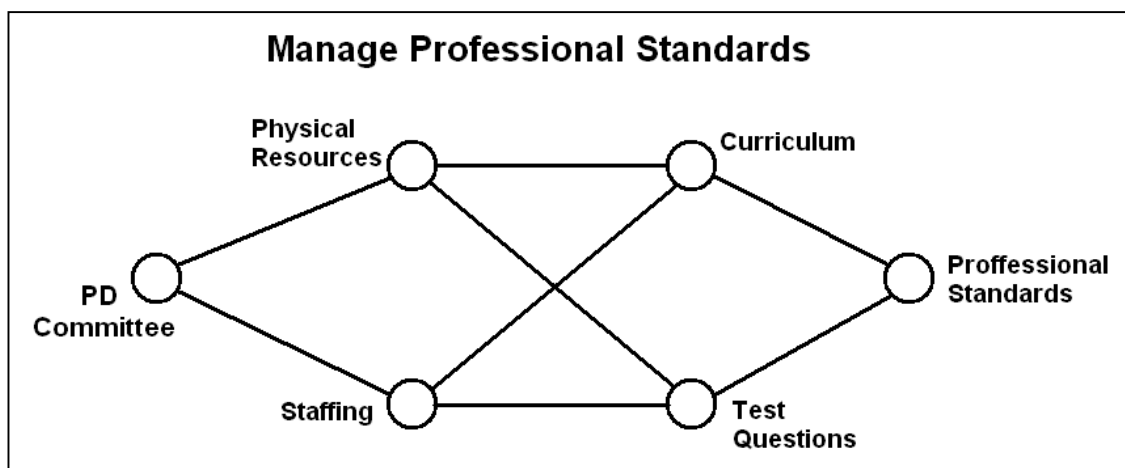 Manage Professional Standards
Physical
Resources
Curriculum
PD
Committee
Proffessional
Standards
Staffing
Test
Questions